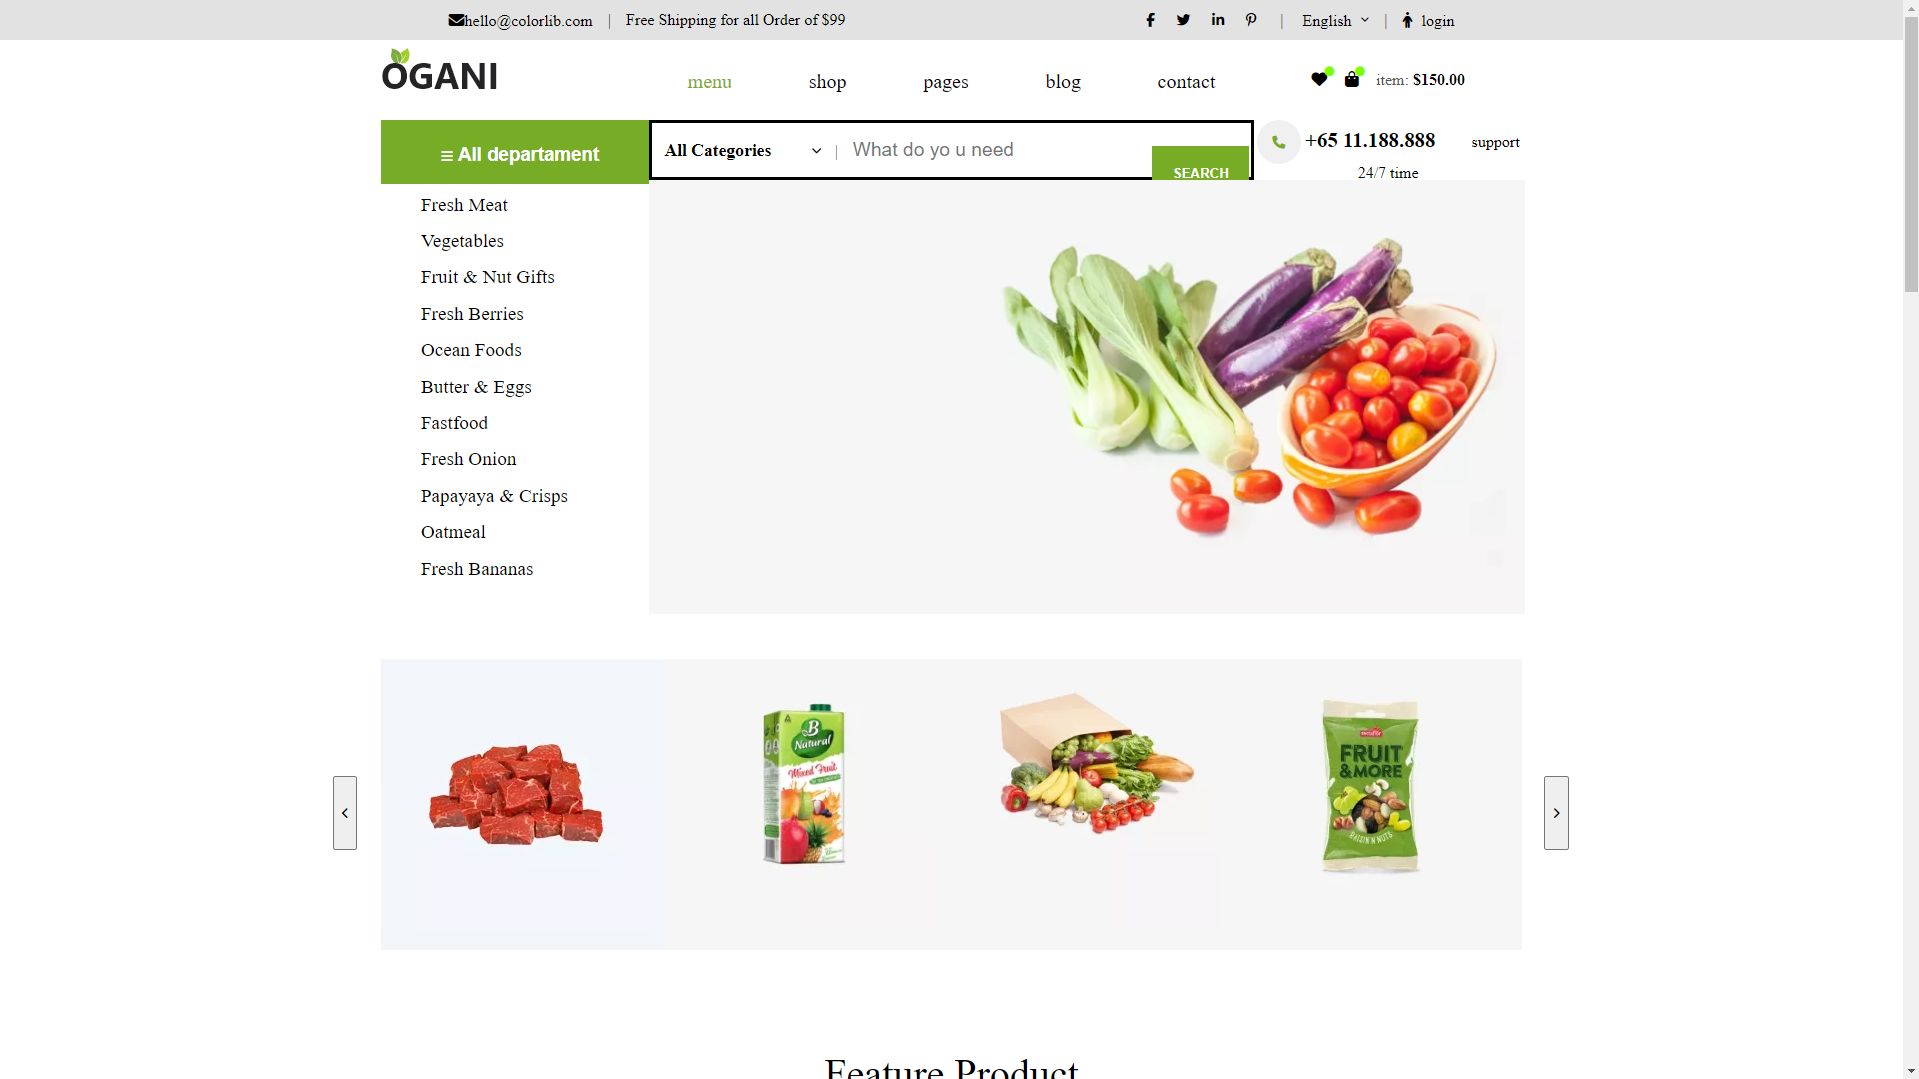 hello@colorlib.com | Free Shipping for all Order of $99 | English | login
OGANI
menu shop pages blog contact item: $150.00
All departament All Categories | What do yo u need SEARCH +65 11.188.888 support
24/7 time
Fresh Meat
Vegetables
Fruit & Nut Gifts
Fresh Berries
Ocean Foods
Butter & Eggs
Fastfood
Fresh Onion
Papayaya & Crisps
Oatmeal
Fresh Bananas
B
Natural
Mixed Fruit
FRUIT
& MORE
RAISIN N NUTS
Feature Product